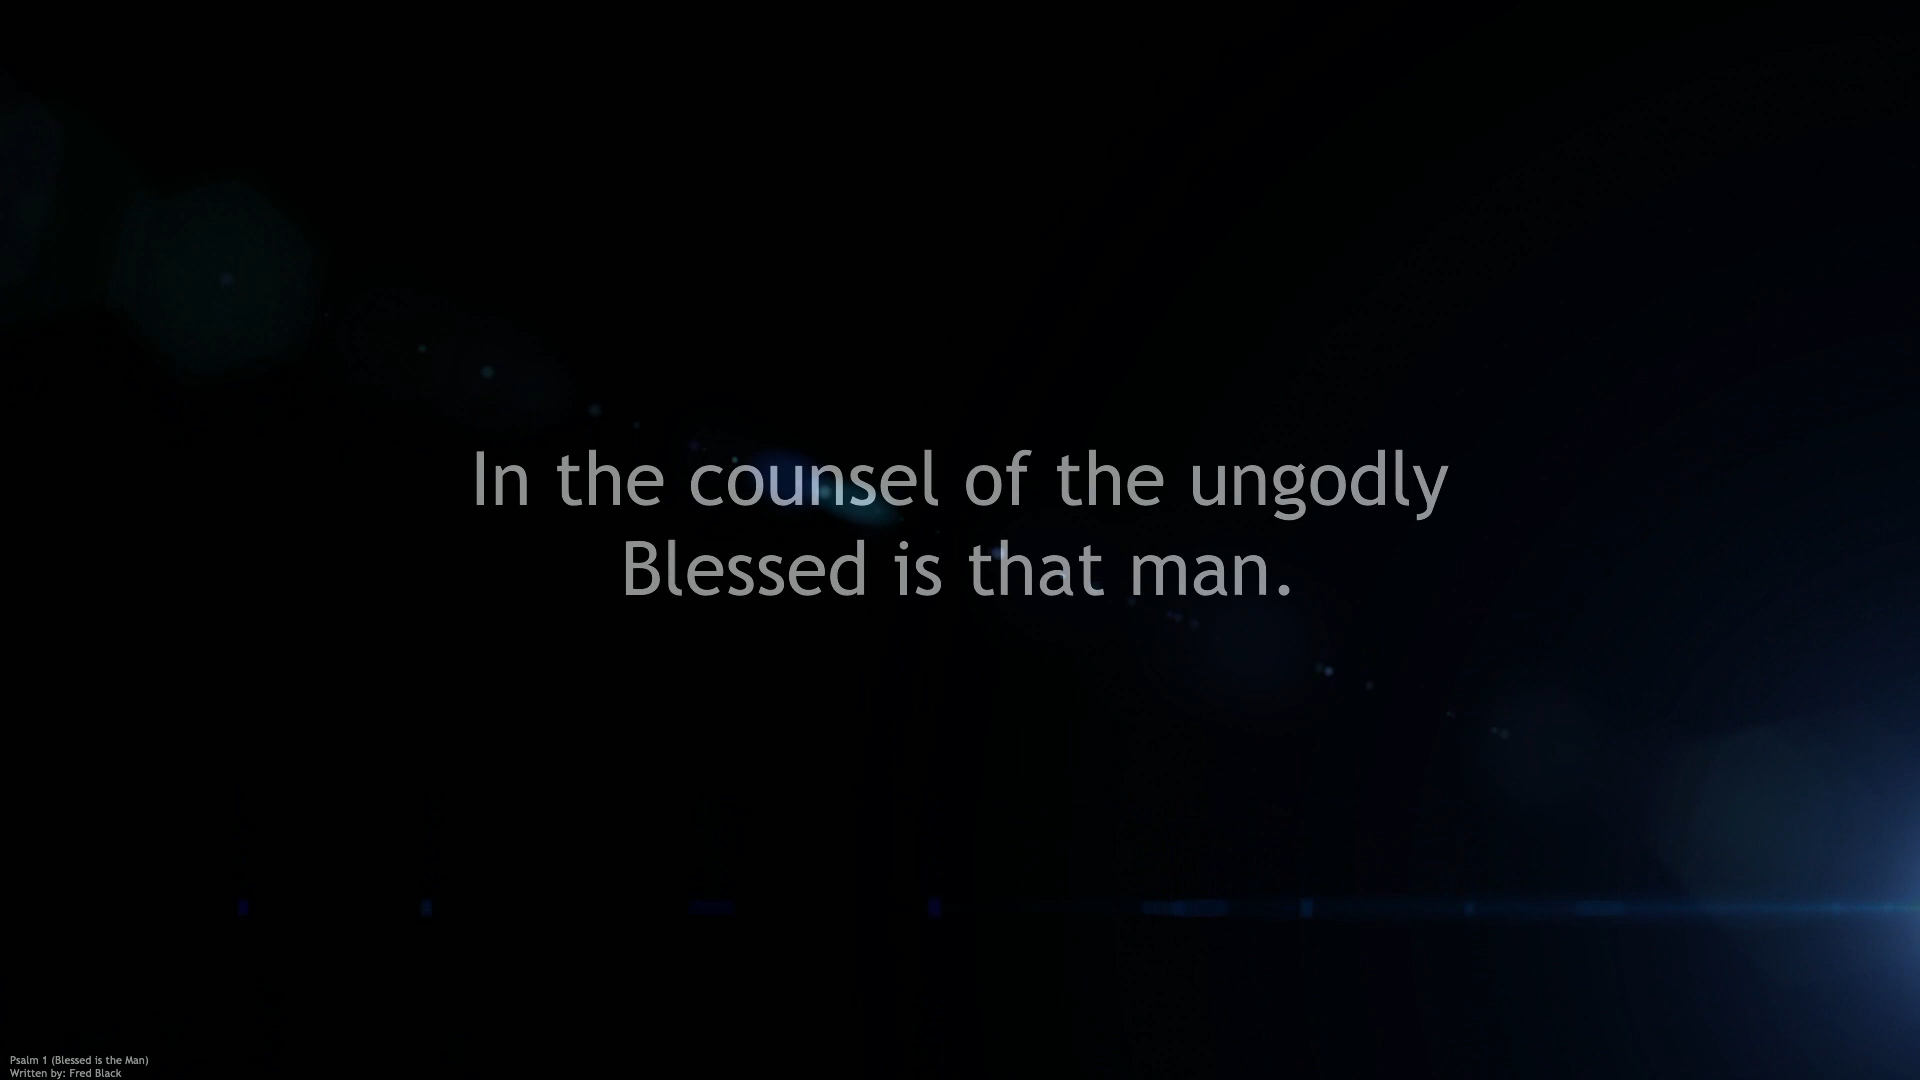 In the counsel of the ungodly
Blessed is that man.
Psalm 1 (Blessed is the Man)
Written by: Fred Black